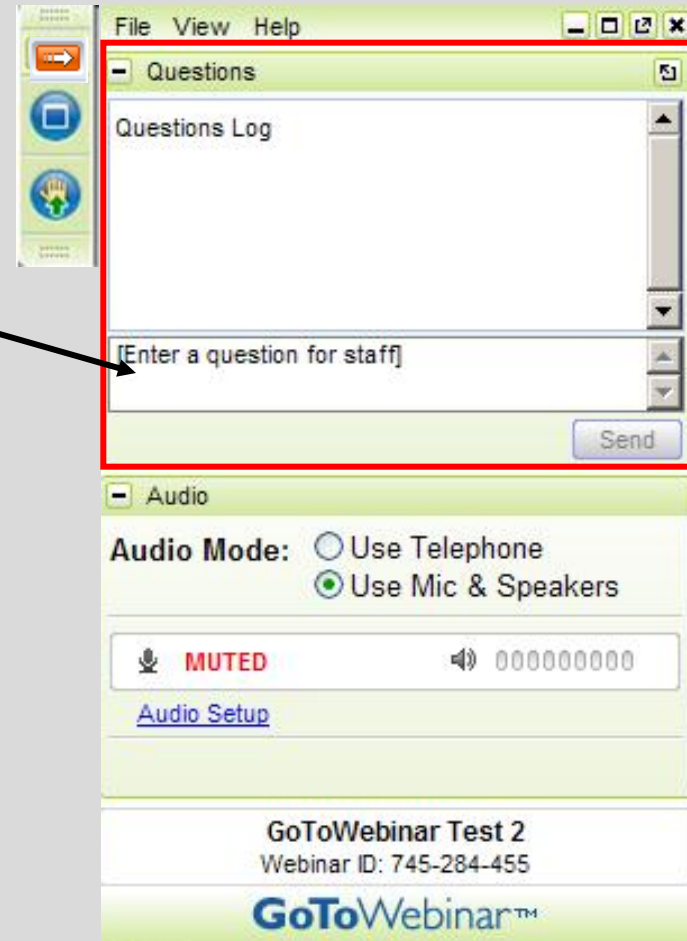 File View Help
Questions
Questions Log
[Enter a question for staff]
Send
Audio
Audio Mode: Use Telephone
Use Mic & Speakers
MUTED 000000000
Audio Setup
GoToWebinar Test 2
Webinar ID: 745-284-455
GoToWebinar™